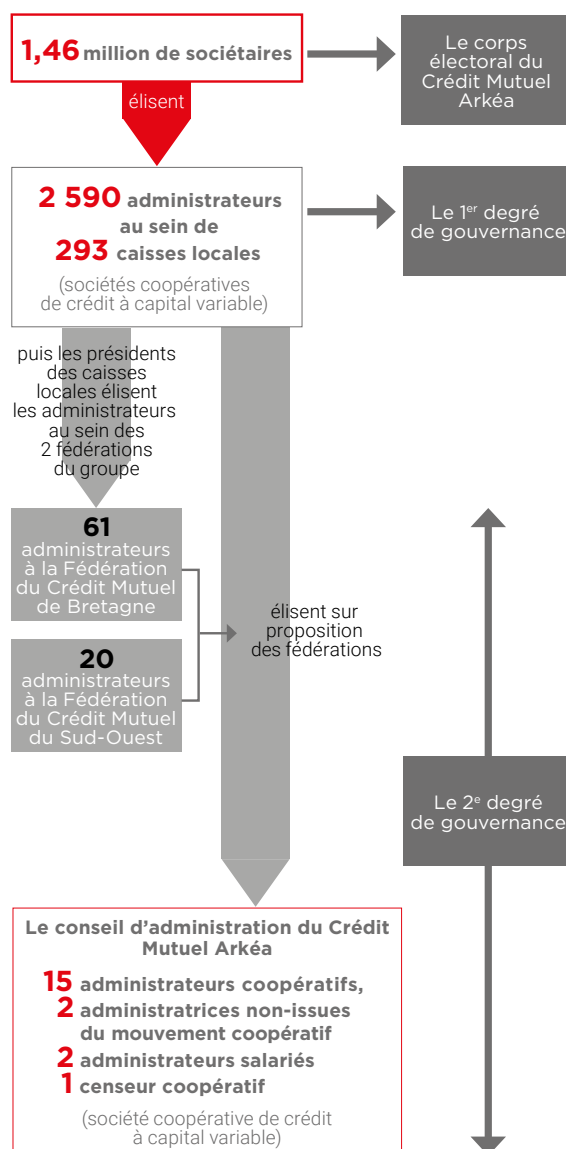 1,46 million de sociétaires
Le corps
électoral du
Crédit Mutuel
Arkéa
élisent
2 590 administrateurs
au sein de
293 caisses locales
(sociétés coopératives
de crédit à capital variable)
Le 1er degré
de gouvernance
puis les présidents
des caisses
locales élisent
les administrateurs
au sein des
2 fédérations
du groupe
61
administrateurs
à la Fédération
du Crédit Mutuel
de Bretagne
élisent sur
proposition
des fédérations
20
administrateurs
à la Fédération
du Crédit Mutuel
du Sud-Ouest
Le 2e degré
de gouvernance
Le conseil d'administration du Crédit
Mutuel Arkéa
15 administrateurs coopératifs,
2 administratrices non-issues
du mouvement coopératif
2 administrateurs salariés
1 censeur coopératif
(société coopérative de crédit
à capital variable)